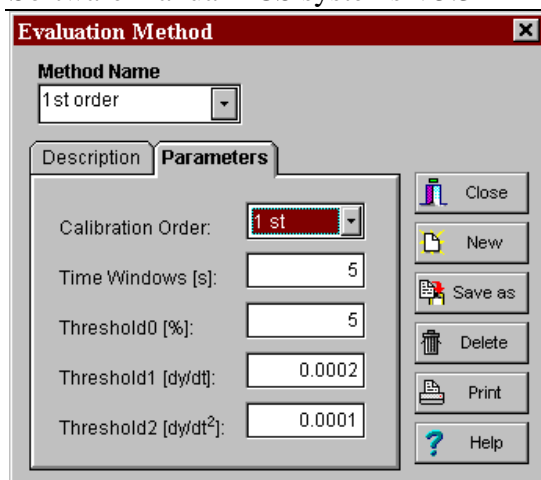 Evaluation Method
Method Name
1st order
Description Parameters
Calibration Order: 1 st
Time Windows [s]: 5
Threshold0 [%]: 5
Threshold1 [dy/dt]: 0.0002
Threshold2 [dy/dt²]: 0.0001
Close
New
Save as
Delete
Print
Help